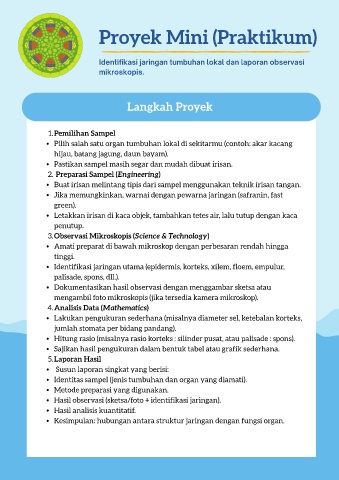 Proyek Mini (Praktikum)
Identifikasi jaringan tumbuhan lokal dan laporan observasi
mikroskopis.
Langkah Proyek
1. Pemilihan Sampel
• Pilih salah satu organ tumbuhan lokal di sekitarmu (contoh: akar kacang
hijau, batang jagung, daun bayam).
• Pastikan sampel masih segar dan mudah dibuat irisan.
2. Preparasi Sampel (Engineering)
• Buat irisan melintang tipis dari sampel menggunakan teknik irisan tangan.
• Jika memungkinkan, warnai dengan pewarna jaringan (safranin, fast
green).
• Letakkan irisan di kaca objek, tambahkan tetes air, lalu tutup dengan kaca
penutup.
3. Observasi Mikroskopis (Science & Technology)
• Amati preparat di bawah mikroskop dengan perbesaran rendah hingga
tinggi.
• Identifikasi jaringan utama (epidermis, korteks, xilem, floem, empulur,
palisade, spons, dll.).
• Dokumentasikan hasil observasi dengan menggambar sketsa atau
mengambil foto mikroskopis (jika tersedia kamera mikroskop).
4. Analisis Data (Mathematics)
• Lakukan pengukuran sederhana (misalnya diameter sel, ketebalan korteks,
jumlah stomata per bidang pandang).
• Hitung rasio (misalnya rasio korteks : silinder pusat, atau palisade : spons).
• Sajikan hasil pengukuran dalam bentuk tabel atau grafik sederhana.
5. Laporan Hasil
• Susun laporan singkat yang berisi:
• Identitas sampel (jenis tumbuhan dan organ yang diamati).
• Metode preparasi yang digunakan.
• Hasil observasi (sketsa/foto + identifikasi jaringan).
• Hasil analisis kuantitatif.
• Kesimpulan: hubungan antara struktur jaringan dengan fungsi organ.